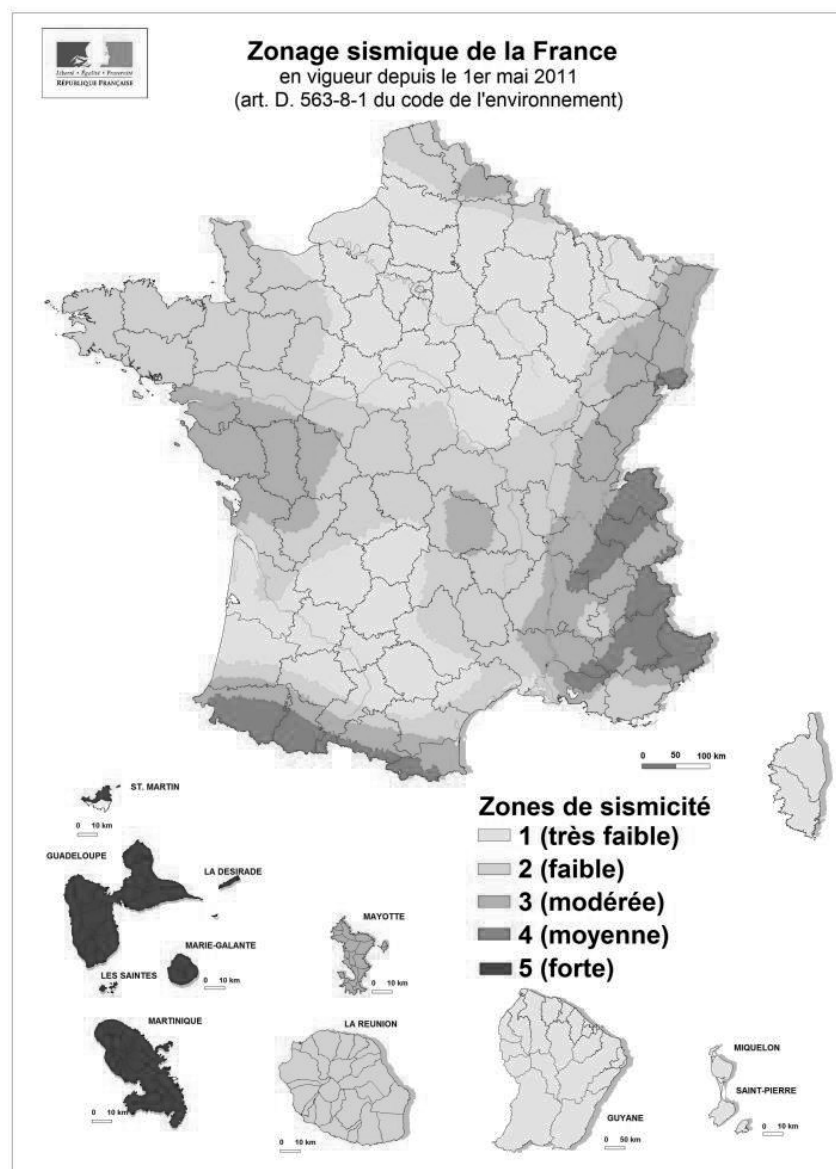 Liberté • Égalité • Fraternité
RÉPUBLIQUE FRANÇAISE
Zonage sismique de la France
en vigueur depuis le 1er mai 2011
(art. D. 563-8-1 du code de l'environnement)
0 50 100 km
ST. MARTIN
0 10 km
GUADELOUPE
LA DESIRADE
MARIE-GALANTE
LES SAINTES
0 10 km
MAYOTTE
0 10 km
Zones de sismicité
1 (très faible)
2 (faible)
3 (modérée)
4 (moyenne)
5 (forte)
MARTINIQUE
0 10 km
LA REUNION
0 10 km
GUYANE
0 50 km
MIQUELON
SAINT-PIERRE
0 10 km